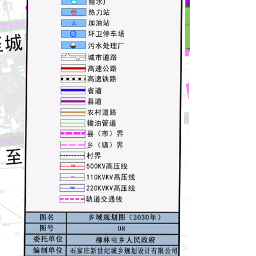 输水厂
热力站
加油站
环卫停车场
污水处理厂
至城
城市道路
高速公路
高速铁路
省道
县道
农村道路
输油管道
县（市）界
乡（镇）界
村界
至
500KV高压线
110KVKV高压线
220KVKV高压线
轨道交通线
图名 乡域规划图（2030年）
图号 08
委托单位 柳林屯乡人民政府
编制单位 石家庄新世纪城乡规划设计有限公司